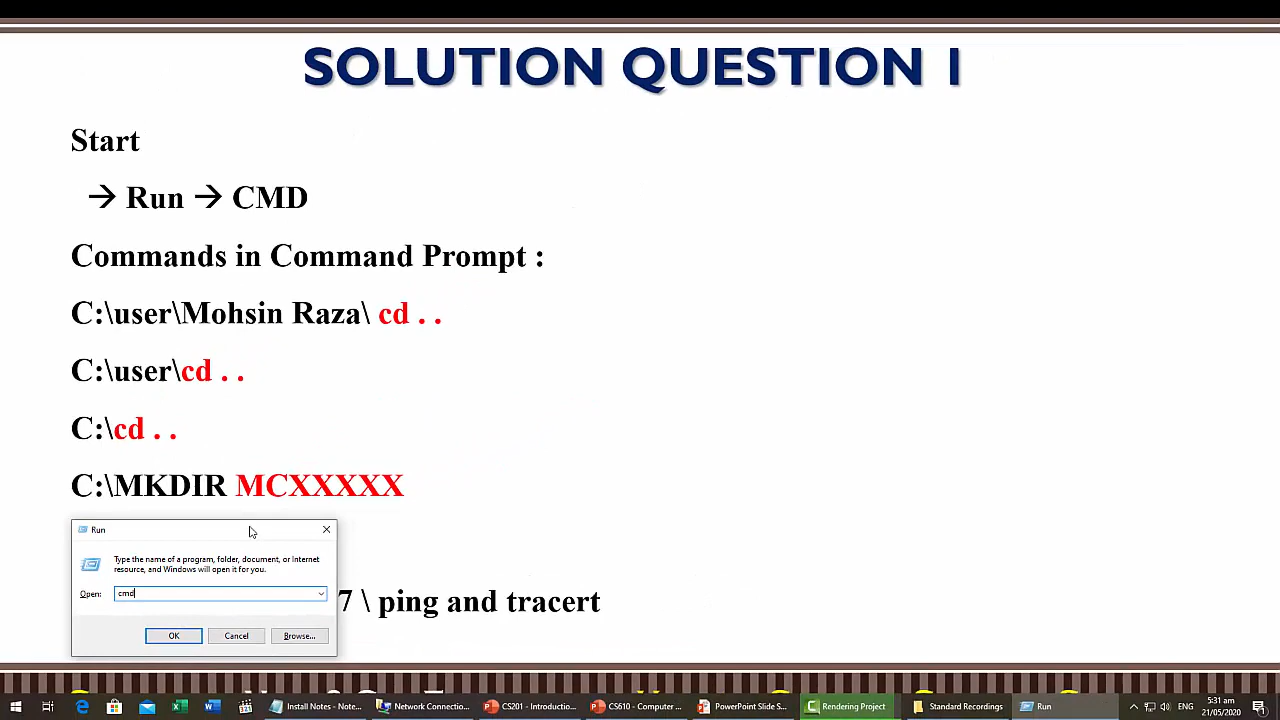 SOLUTION QUESTION 1
Start
→ Run → CMD
Commands in Command Prompt :
C:\user\Mohsin Raza\ cd . .
C:\user\cd . .
C:\cd . .
C:\MKDIR MCXXXXX
Run
Type the name of a program, folder, document, or Internet
resource, and Windows will open it for you.
Open: cmd
7 \ ping and tracert
OK Cancel Browse...
Install Notes - Note... Network Connectio... CS201 - Introductio... CS610 - Computer ... PowerPoint Slide S... Rendering Project Standard Recordings Run ENG 5:31 am
21/05/2020